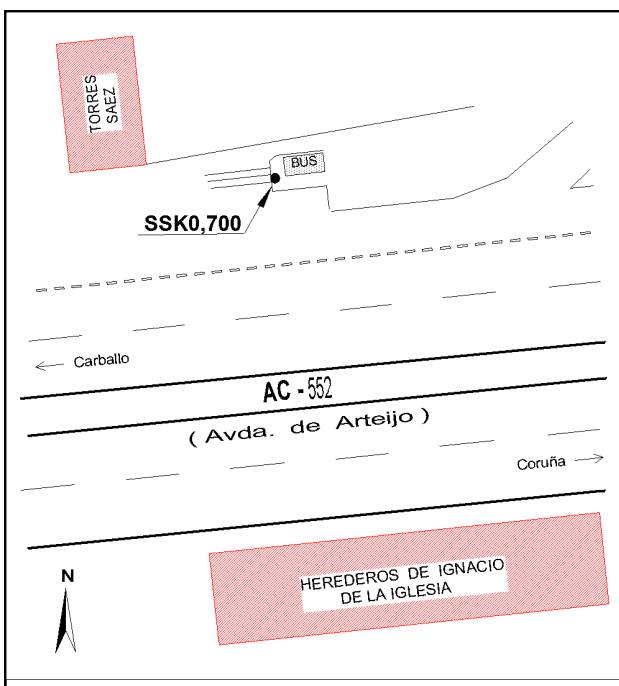 TORRES
SAEZ
BUS
SSK0,700
Carballo
AC - 552
( Avda. de Arteijo )
Coruña
HEREDEROS DE IGNACIO
DE LA IGLESIA
N